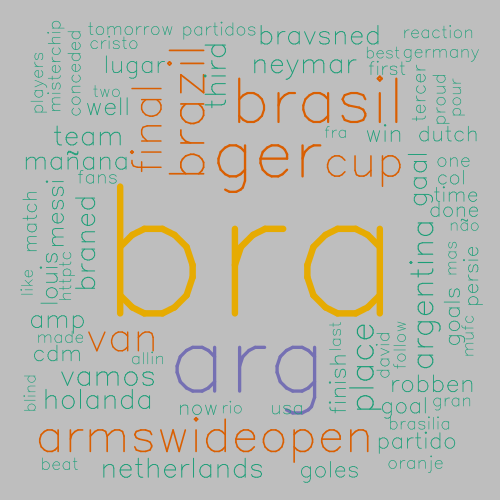 tomorrow partidos
cristo
bravsned
reaction
misterchip
players
conceded
lugar
third
neymar
best
germany
first
two
well
final
brazil
brasil
tercer
proud
pour
team
ger
fra
win
dutch
mañana
cup
fans
gaal
one
col
time
done
não
match
messi
bra
like
louis
httptc
braned
argentina
mas
persie
goals
mufc
amp
made
cdm
van
arg
allin
finish
last
place
david
follow
vamos
robben
blind
holanda
now
rio
usa
goal
gran
brasilia
armswideopen
partido
beat
netherlands
goles
oranje